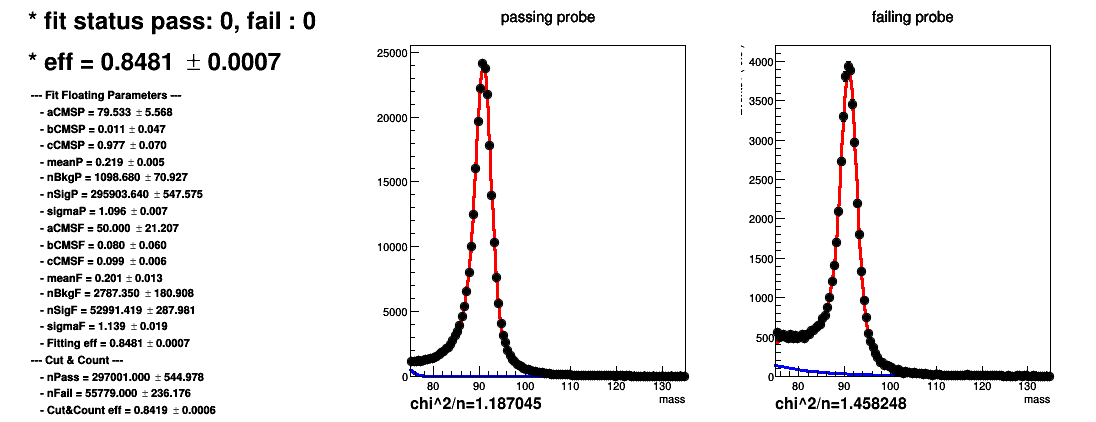 * fit status pass: 0, fail : 0
* eff = 0.8481 ± 0.0007
--- Fit Floating Parameters ---
- aCMSP = 79.533 ± 5.568
- bCMSP = 0.011 ± 0.047
- cCMSP = 0.977 ± 0.070
- meanP = 0.219 ± 0.005
- nBkgP = 1098.680 ± 70.927
- nSigP = 295903.640 ± 547.575
- sigmaP = 1.096 ± 0.007
- aCMSF = 50.000 ± 21.207
- bCMSF = 0.080 ± 0.060
- cCMSF = 0.099 ± 0.006
- meanF = 0.201 ± 0.013
- nBkgF = 2787.350 ± 180.908
- nSigF = 52991.419 ± 287.981
- sigmaF = 1.139 ± 0.019
- Fitting eff = 0.8481 ± 0.0007
--- Cut & Count ---
- nPass = 297001.000 ± 544.978
- nFail = 55779.000 ± 236.176
- Cut&Count eff = 0.8419 ± 0.0006
passing probe
25000
20000
15000
10000
5000
0
80 90 100 110 120 130
mass
chi^2/n=1.187045
failing probe
4000
3500
3000
2500
2000
1500
1000
500
0
80 90 100 110 120 130
mass
chi^2/n=1.458248